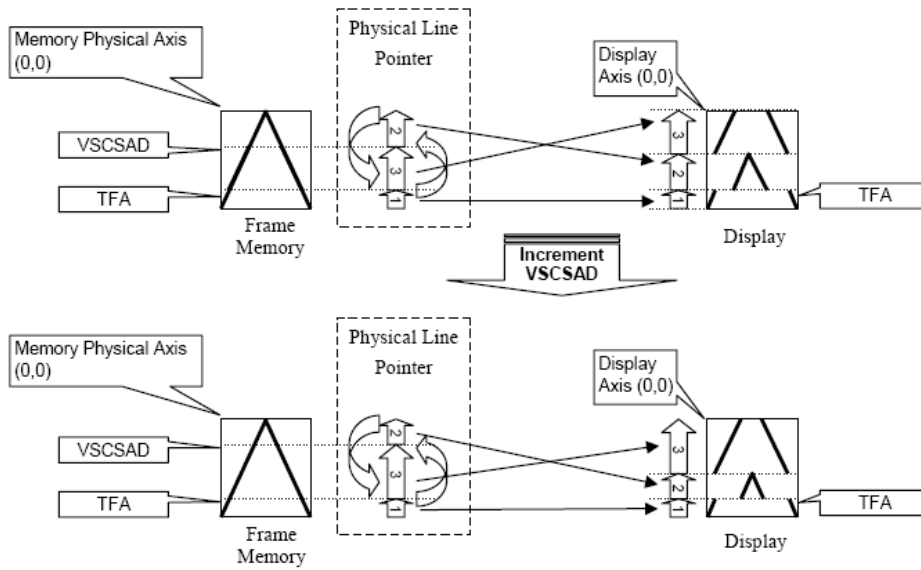 Memory Physical Axis
(0,0)
Physical Line
Pointer
Display
Axis (0,0)
VSCSAD
TFA
2
3
1
3
2
1
TFA
Frame
Memory
Display
Increment
VSCSAD
Memory Physical Axis
(0,0)
Physical Line
Pointer
Display
Axis (0,0)
VSCSAD
TFA
2
3
1
3
2
1
TFA
Frame
Memory
Display